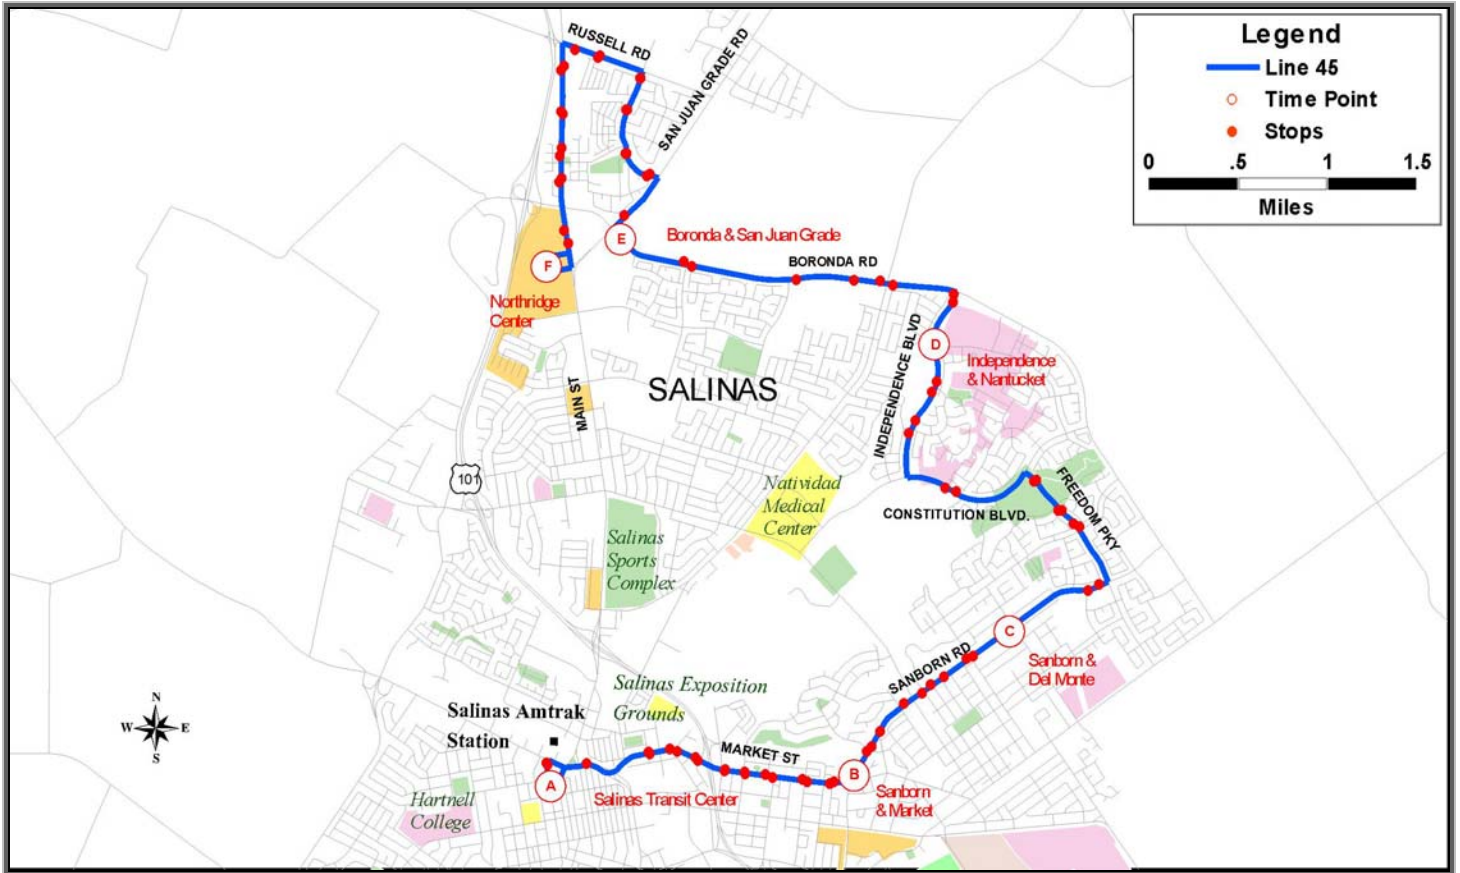 RUSSELL RD
SAN JUAN GRADE RD
Legend
Line 45
Time Point
Stops
0 .5 1 1.5
Miles
E
Boronda & San Juan Grade
BORONDA RD
F
Northridge
Center
INDEPENDENCE BLVD
D
Independence
& Nantucket
SALINAS
MAIN ST
101
Natividad
Medical
Center
CONSTITUTION BLVD.
FREEDOM PKY
Salinas
Sports
Complex
C
SANBORN RD
Sanborn &
Del Monte
Salinas Exposition
Grounds
Salinas Amtrak
Station
N
W E
S
MARKET ST
B
Sanborn
& Market
A
Salinas Transit Center
Hartnell
College